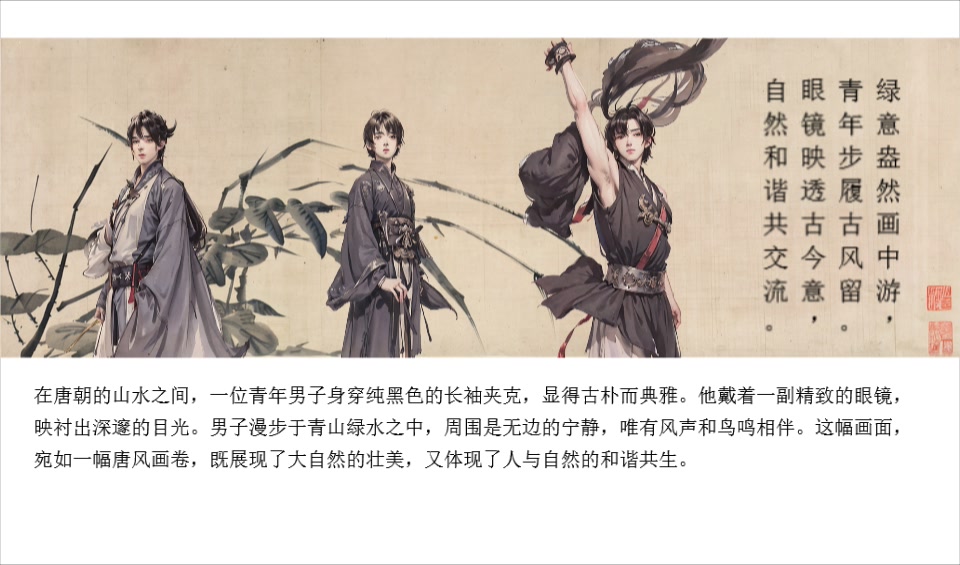 绿意盎然画中游，
青年步履古风留。
眼镜映透古今意，
自然和谐共交流。
在唐朝的山水之间，一位青年男子身穿纯黑色的长袖夹克，显得古朴而典雅。他戴着一副精致的眼镜，
映衬出深邃的目光。男子漫步于青山绿水之中，周围是无边的宁静，唯有风声和鸟鸣相伴。这幅画面，
宛如一幅唐风画卷，既展现了大自然的壮美，又体现了人与自然的和谐共生。